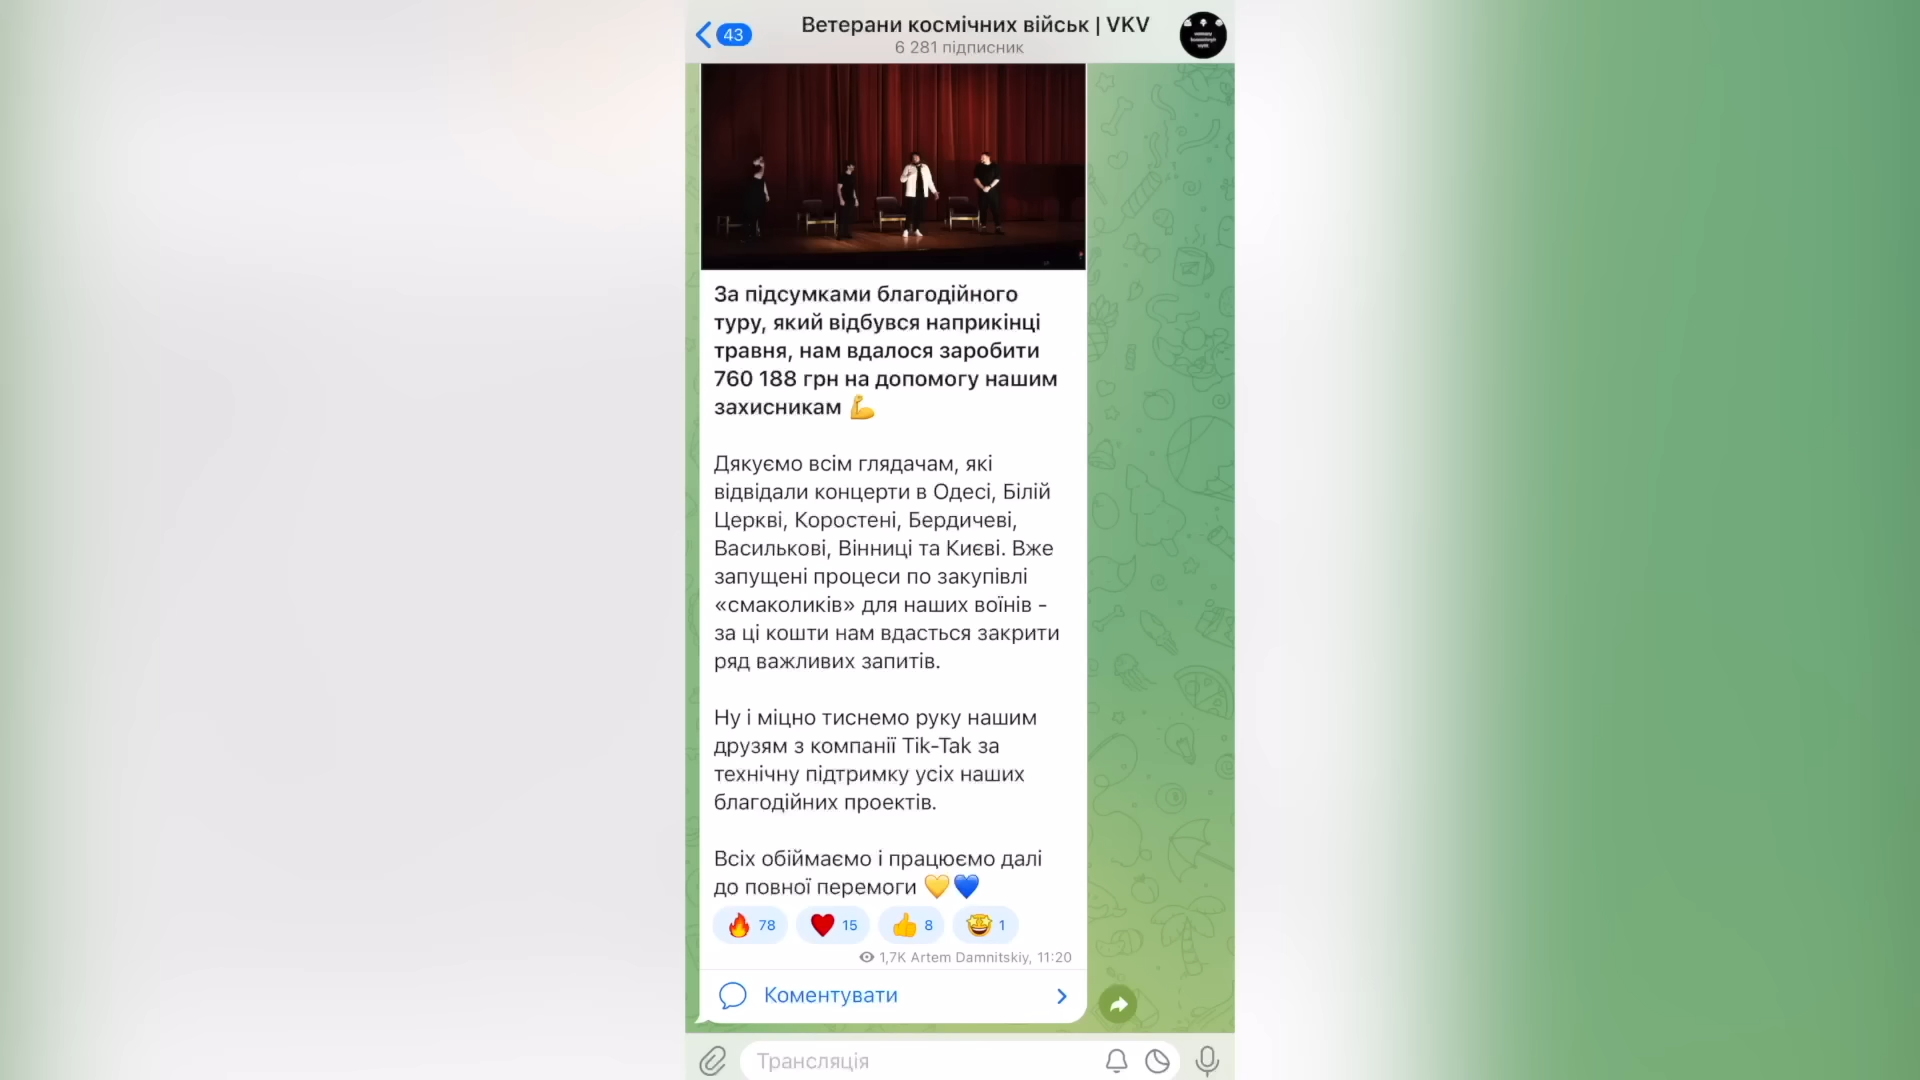 43
Ветерани космічних військ | VKV
6 281 підписник
За підсумками благодійного
туру, який відбувся наприкінці
травня, нам вдалося заробити
760 188 грн на допомогу нашим
захисникам 💪
Дякуємо всім глядачам, які
відвідали концерти в Одесі, Білій
Церкві, Коростені, Бердичеві,
Василькові, Вінниці та Києві. Вже
запущені процеси по закупівлі
«смаколиків» для наших воїнів -
за ці кошти нам вдасться закрити
ряд важливих запитів.
Ну і міцно тиснемо руку нашим
друзям з компанії Tik-Tak за
технічну підтримку усіх наших
благодійних проектів.
Всіх обіймаємо і працюємо далі
до повної перемоги 💛💙
🔥 78 ❤️ 15 👍 8 🤩 1
1,7K Artem Damnitskiy, 11:20
Коментувати
Трансляція